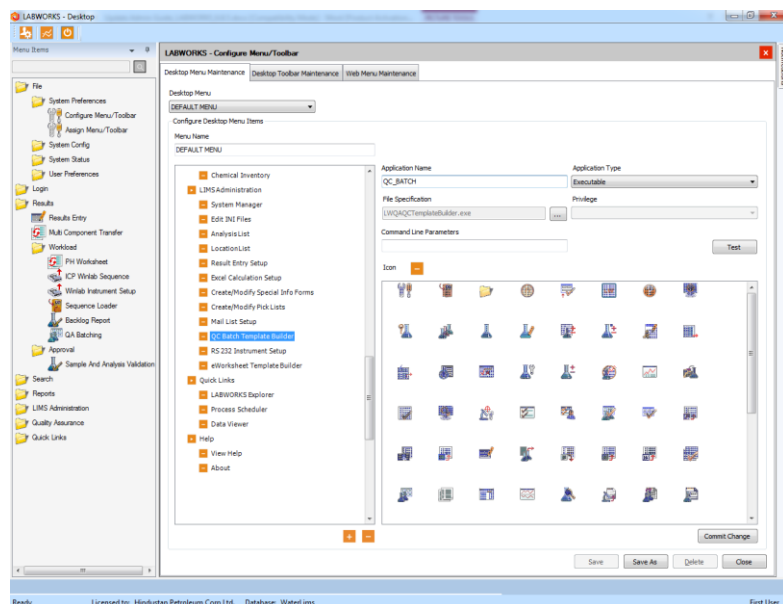 LABWORKS - Desktop
Menu Items
File
System Preferences
Configure Menu/Toolbar
Assign Menu/Toolbar
System Config
System Status
User Preferences
Login
Results
Results Entry
Multi Component Transfer
Workload
PH Worksheet
ICP Winlab Sequence
Winlab Instrument Setup
Sequence Loader
Backlog Report
QA Batching
Approval
Sample And Analysis Validation
Search
Reports
LIMS Administration
Quality Assurance
Quick Links
LABWORKS - Configure Menu/Toolbar
Desktop Menu Maintenance Desktop Toolbar Maintenance Web Menu Maintenance
Desktop Menu
DEFAULT MENU
Configure Desktop Menu Items
Menu Name
DEFAULT MENU
Chemical Inventory
LIMSAdministration
System Manager
Edit INI Files
AnalysisList
LocationList
Result Entry Setup
Excel Calculation Setup
Create/Modify Special Info Forms
Create/Modify Pick Lists
Mail List Setup
QC Batch Template Builder
RS 232 Instrument Setup
eWorksheet Template Builder
Quick Links
LABWORKS Explorer
Process Scheduler
Data Viewer
Help
View Help
About
Application Name Application Type
QC_BATCH Executable
File Specification Privilege
LWQAQCTemplateBuilder.exe ...
Command Line Parameters
Test
Icon
Commit Change
Save Save As Delete Close
Ready Licensed to: Hindustan Petroleum Corp Ltd Database: WaterLims First User